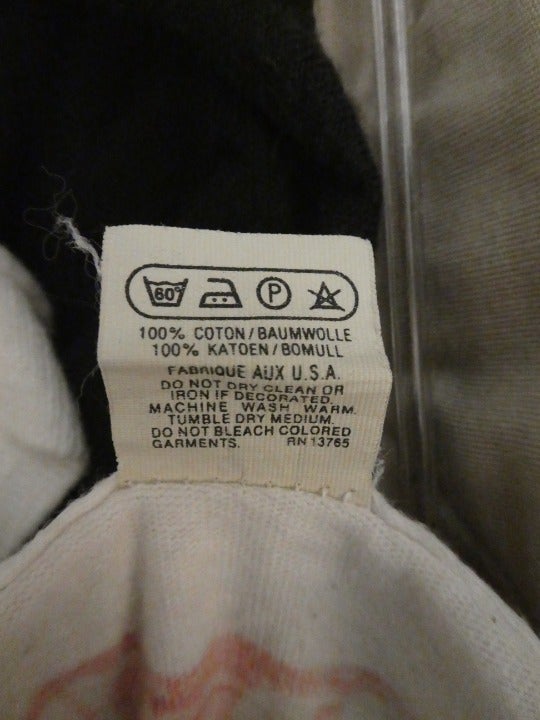 60 P
100% COTON/BAUMWOLLE
100% KATOEN/BOMULL
FABRIQUE AUX U.S.A.
DO NOT DRY CLEAN OR
IRON IF DECORATED.
MACHINE WASH WARM.
TUMBLE DRY MEDIUM.
DO NOT BLEACH COLORED
GARMENTS. RN 13765